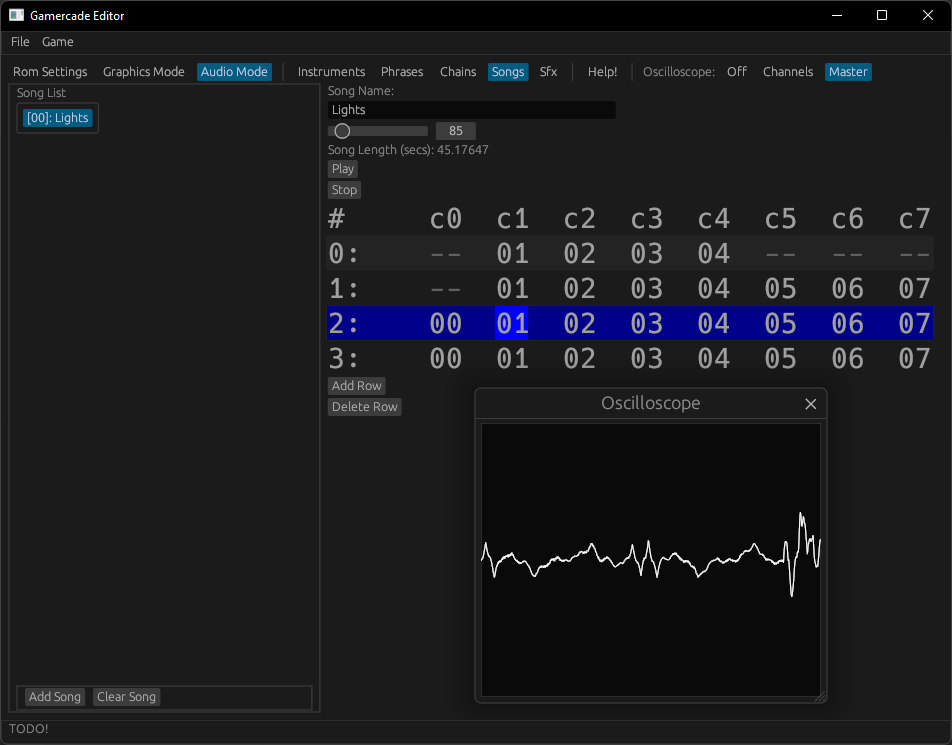 Gamercade Editor
File Game
Rom Settings Graphics Mode Audio Mode Instruments Phrases Chains Songs Sfx Help! Oscilloscope: Off Channels Master
Song List
[00]: Lights
Song Name:
Lights
85
Song Length (secs): 45.17647
Play
Stop
# c0 c1 c2 c3 c4 c5 c6 c7
0: -- 01 02 03 04 -- -- --
1: -- 01 02 03 04 05 06 07
2: 00 01 02 03 04 05 06 07
3: 00 01 02 03 04 05 06 07
Add Row
Delete Row
Oscilloscope
Add Song Clear Song
TODO!